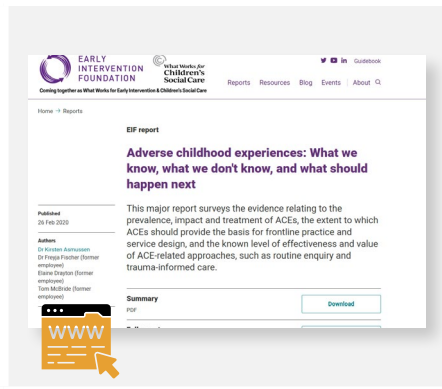 EARLY
INTERVENTION
FOUNDATION
What Works for
Children's
Social Care
Coming together as What Works for Early Intervention & Children's Social Care
Guidebook
Reports Resources Blog Events About
Home → Reports
EIF report
Adverse childhood experiences: What we
know, what we don't know, and what should
happen next
Published
26 Feb 2020
Authors
Dr Kirsten Asmussen
Dr Freyja Fischer (former
employee)
Elaine Drayton (former
employee)
Tom McBride (former
employee)
This major report surveys the evidence relating to the
prevalence, impact and treatment of ACEs, the extent to which
ACEs should provide the basis for frontline practice and
service design, and the known level of effectiveness and value
of ACE-related approaches, such as routine enquiry and
trauma-informed care.
Summary
PDF
Download
WWW